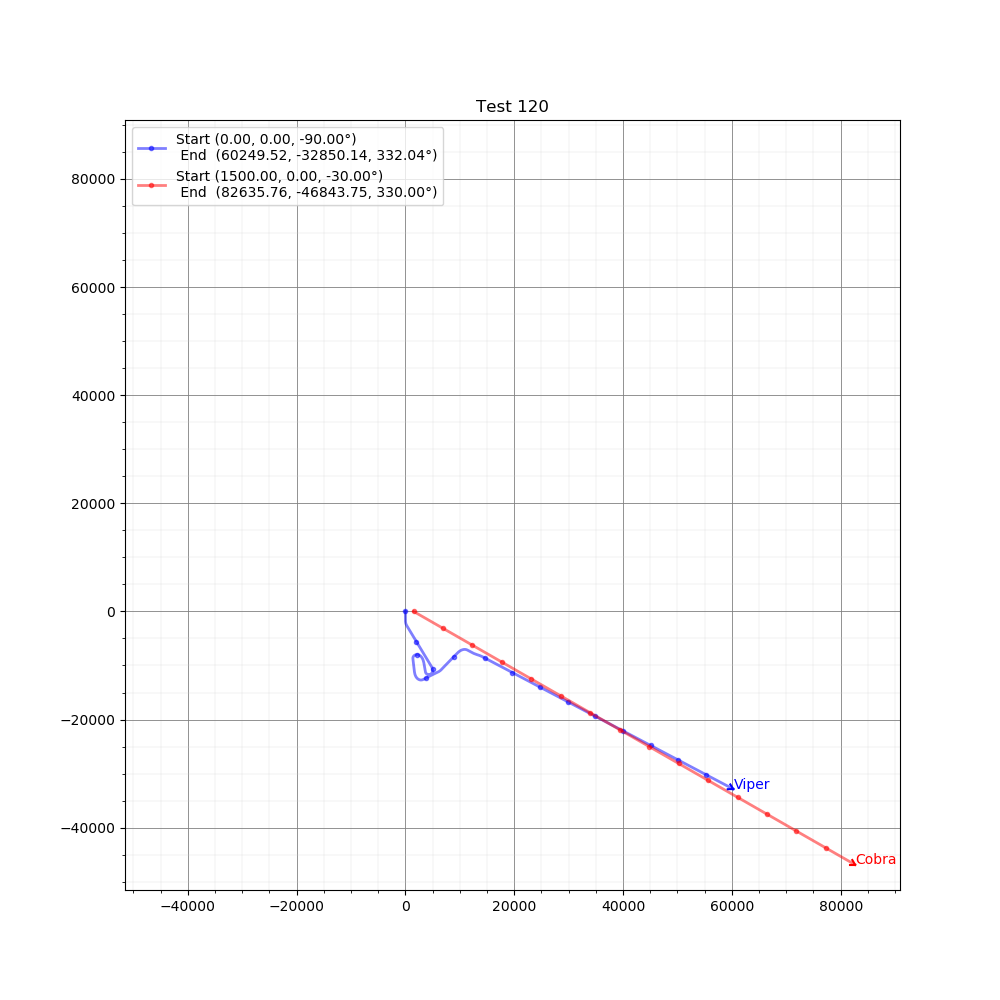 Test 120
Start (0.00, 0.00, -90.00°)
End (60249.52, -32850.14, 332.04°)
Start (1500.00, 0.00, -30.00°)
End (82635.76, -46843.75, 330.00°)
80000
60000
40000
20000
0
−20000
−40000
Viper
Cobra
−40000 −20000 0 20000 40000 60000 80000